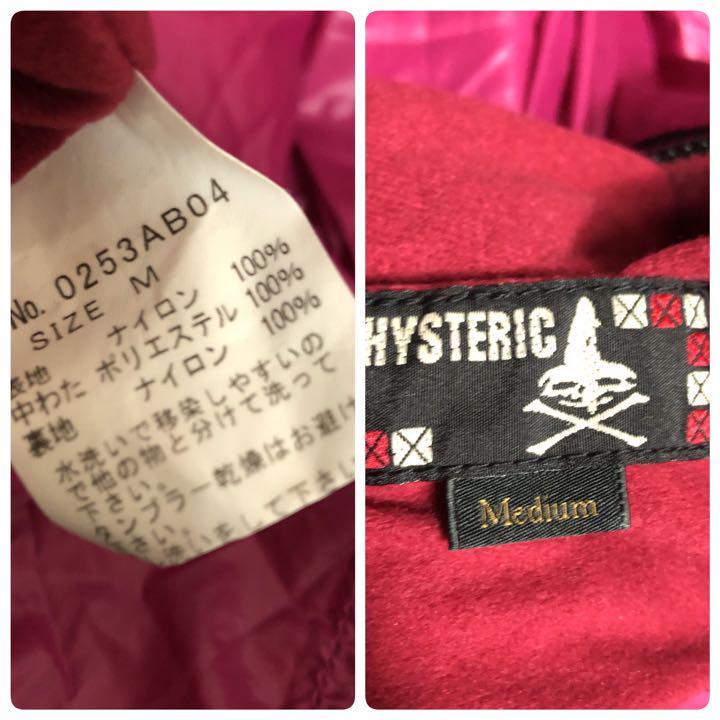 No. 0253AB04
SIZE M
表地 ナイロン 100%
中わた ポリエステル 100%
裏地 ナイロン 100%
水洗いで移染しやすいの
で他の物と分けて洗って
下さい。
タンブラー乾燥はお避け
HYSTERIC
Medium